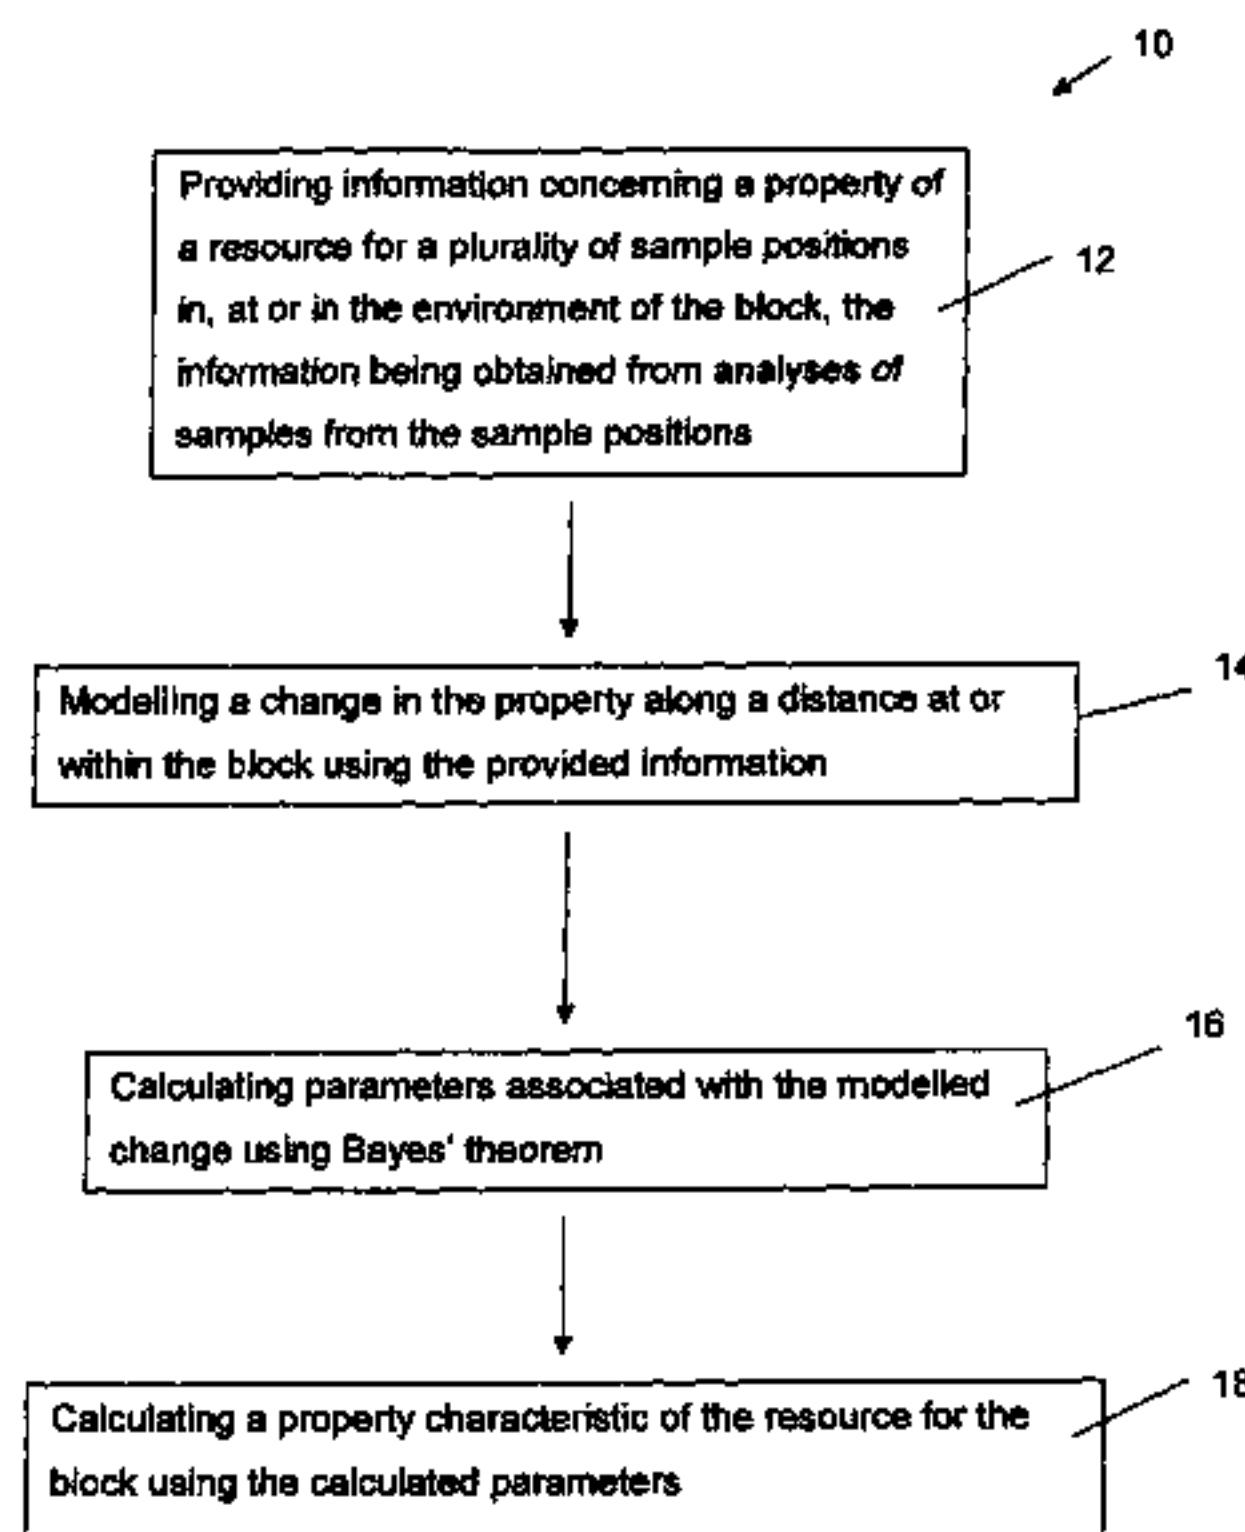 10
Providing information concerning a property of
a resource for a plurality of sample positions
in, at or in the environment of the block, the
information being obtained from analyses of
samples from the sample positions
12
Modelling a change in the property along a distance at or
within the block using the provided information
14
Calculating parameters associated with the modelled
change using Bayes' theorem
16
Calculating a property characteristic of the resource for the
block using the calculated parameters
18